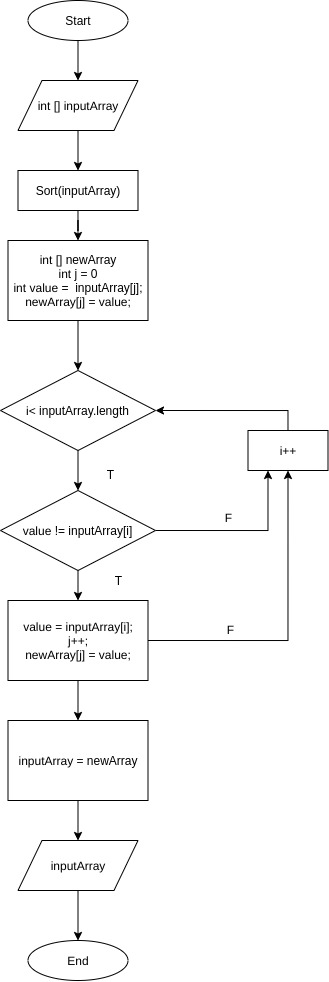 Start
int [] inputArray
Sort(inputArray)
int [] newArray
int j = 0
int value = inputArray[j];
newArray[j] = value;
i< inputArray.length
i++
T
value != inputArray[i]
F
T
value = inputArray[i];
j++;
newArray[j] = value;
F
inputArray = newArray
inputArray
End